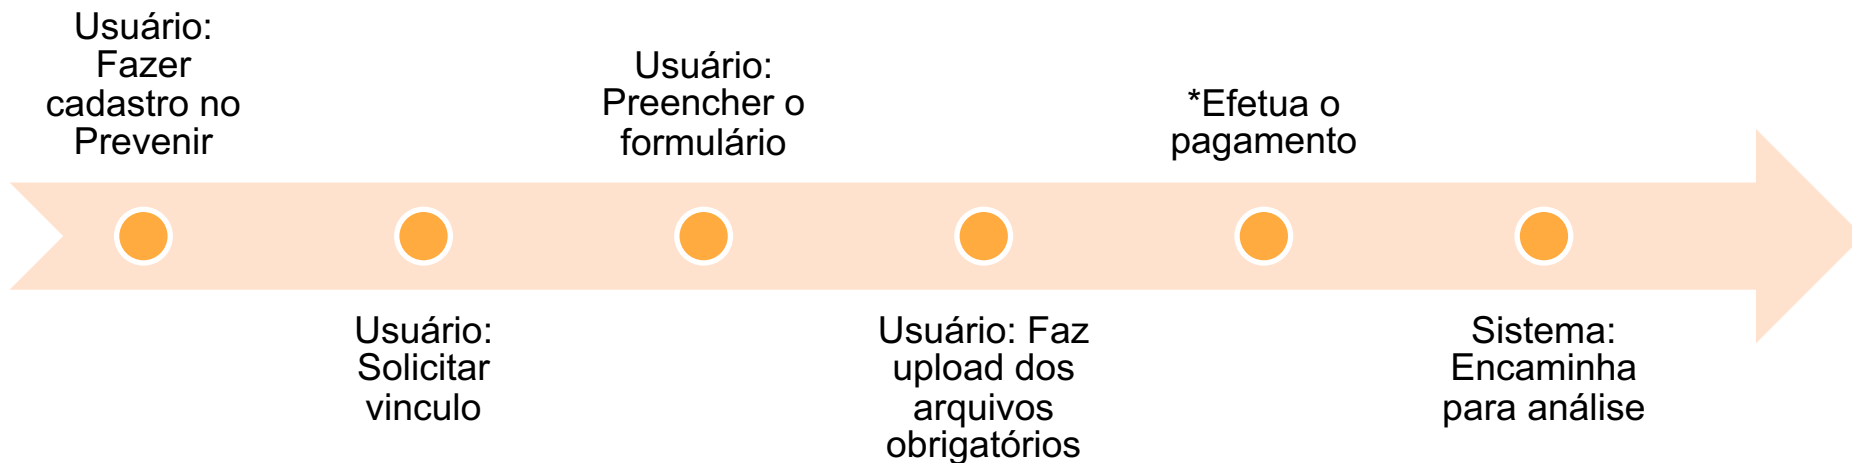 Usuário:
Fazer
cadastro no
Prevenir
Usuário:
Solicitar
vinculo
Usuário:
Preencher o
formulário
Usuário: Faz
upload dos
arquivos
obrigatórios
*Efetua o
pagamento
Sistema:
Encaminha
para análise